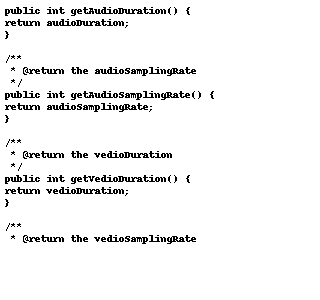 public int getAudioDuration() {
return audioDuration;
}
/**
 * @return the audioSamplingRate
 */
public int getAudioSamplingRate() {
return audioSamplingRate;
}
/**
 * @return the vedioDuration
 */
public int getVedioDuration() {
return vedioDuration;
}
/**
 * @return the vedioSamplingRate